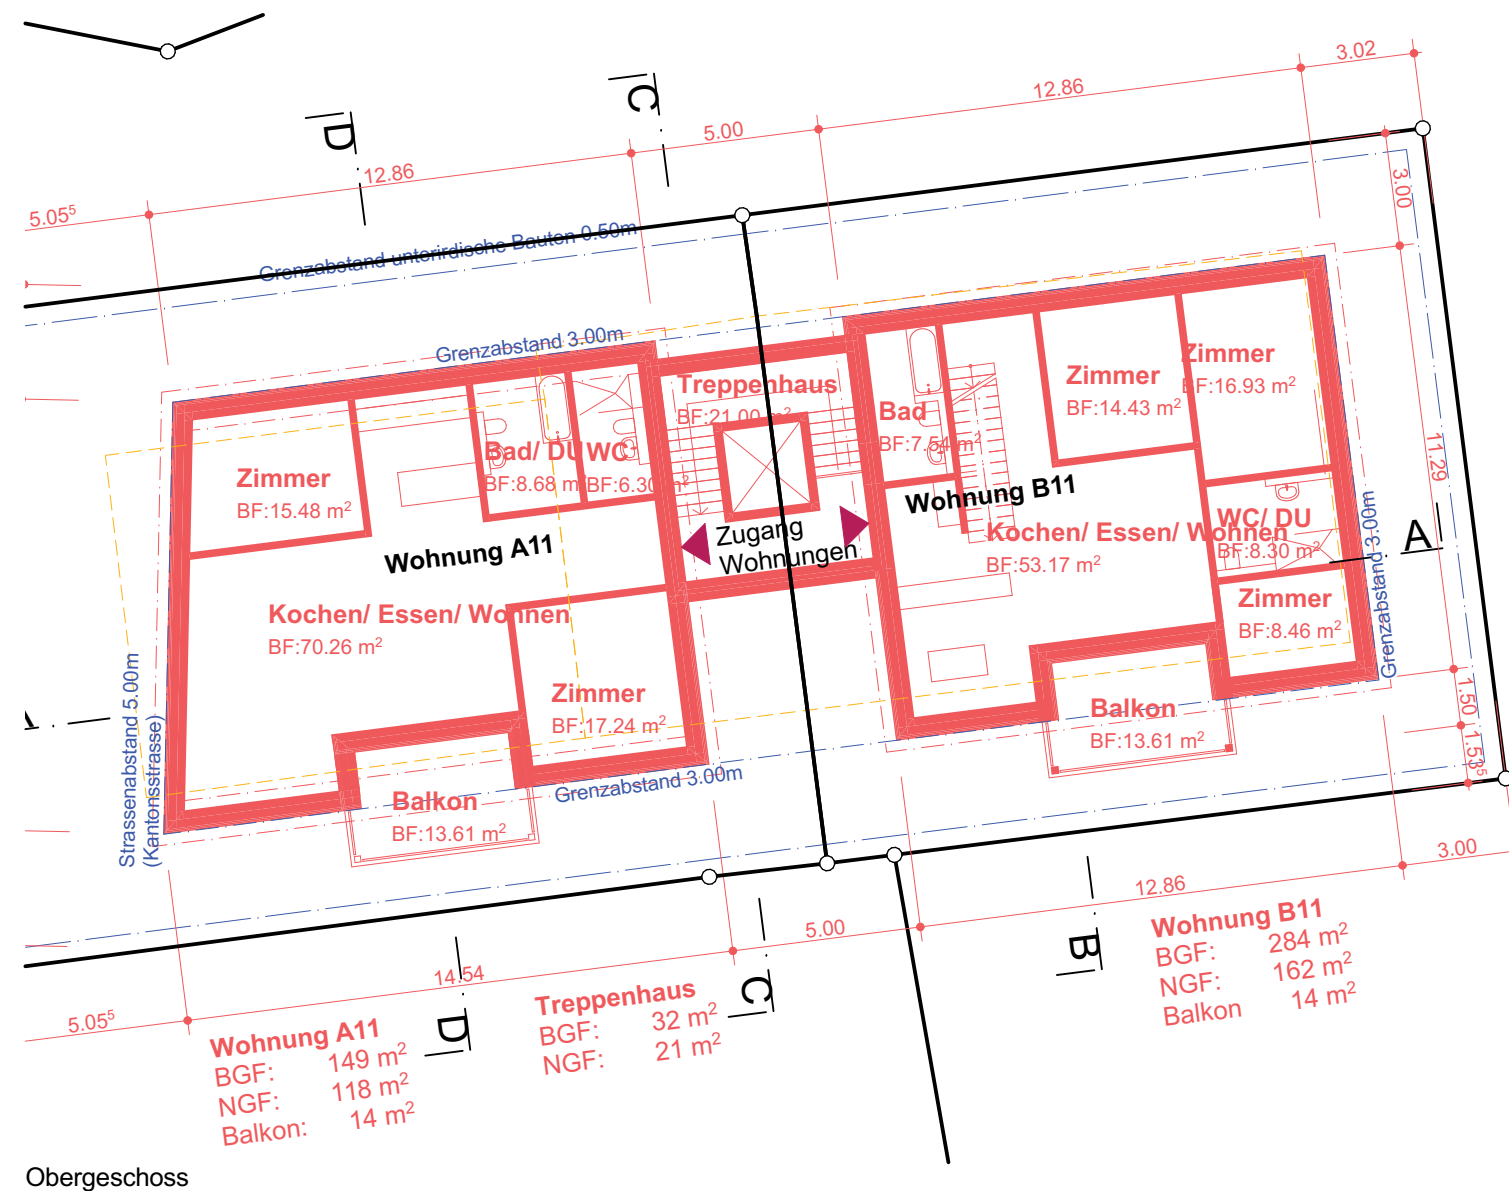 3.02
12.86
5.00
12.86
5.05⁵
C
D
3.00
Grenzabstand unterirdische Bauten 0.50m
Grenzabstand 3.00m
Treppenhaus
BF:21.00 m²
Zimmer
BF:16.93 m²
Zimmer
BF:14.43 m²
Bad
BF:7.54 m²
11.29
Zimmer
BF:15.48 m²
Bad/ DU
BF:8.68 m²
WC
BF:6.30 m²
Wohnung B11
Wohnung A11
Zugang
Wohnungen
Kochen/ Essen/ Wohnen
BF:53.17 m²
WC/ DU
BF:8.30 m²
A
Grenzabstand 3.00m
Zimmer
BF:8.46 m²
Kochen/ Essen/ Wohnen
BF:70.26 m²
Zimmer
BF:17.24 m²
Balkon
BF:13.61 m²
1.50
1.53⁵
Strassenabstand 5.00m
(Kantonsstrasse)
Grenzabstand 3.00m
Balkon
BF:13.61 m²
3.00
12.86
5.00
14.54
5.05⁵
B
C
D
Wohnung B11
BGF: 284 m²
NGF: 162 m²
Balkon 14 m²
Treppenhaus
BGF: 32 m²
NGF: 21 m²
Wohnung A11
BGF: 149 m²
NGF: 118 m²
Balkon: 14 m²
Obergeschoss